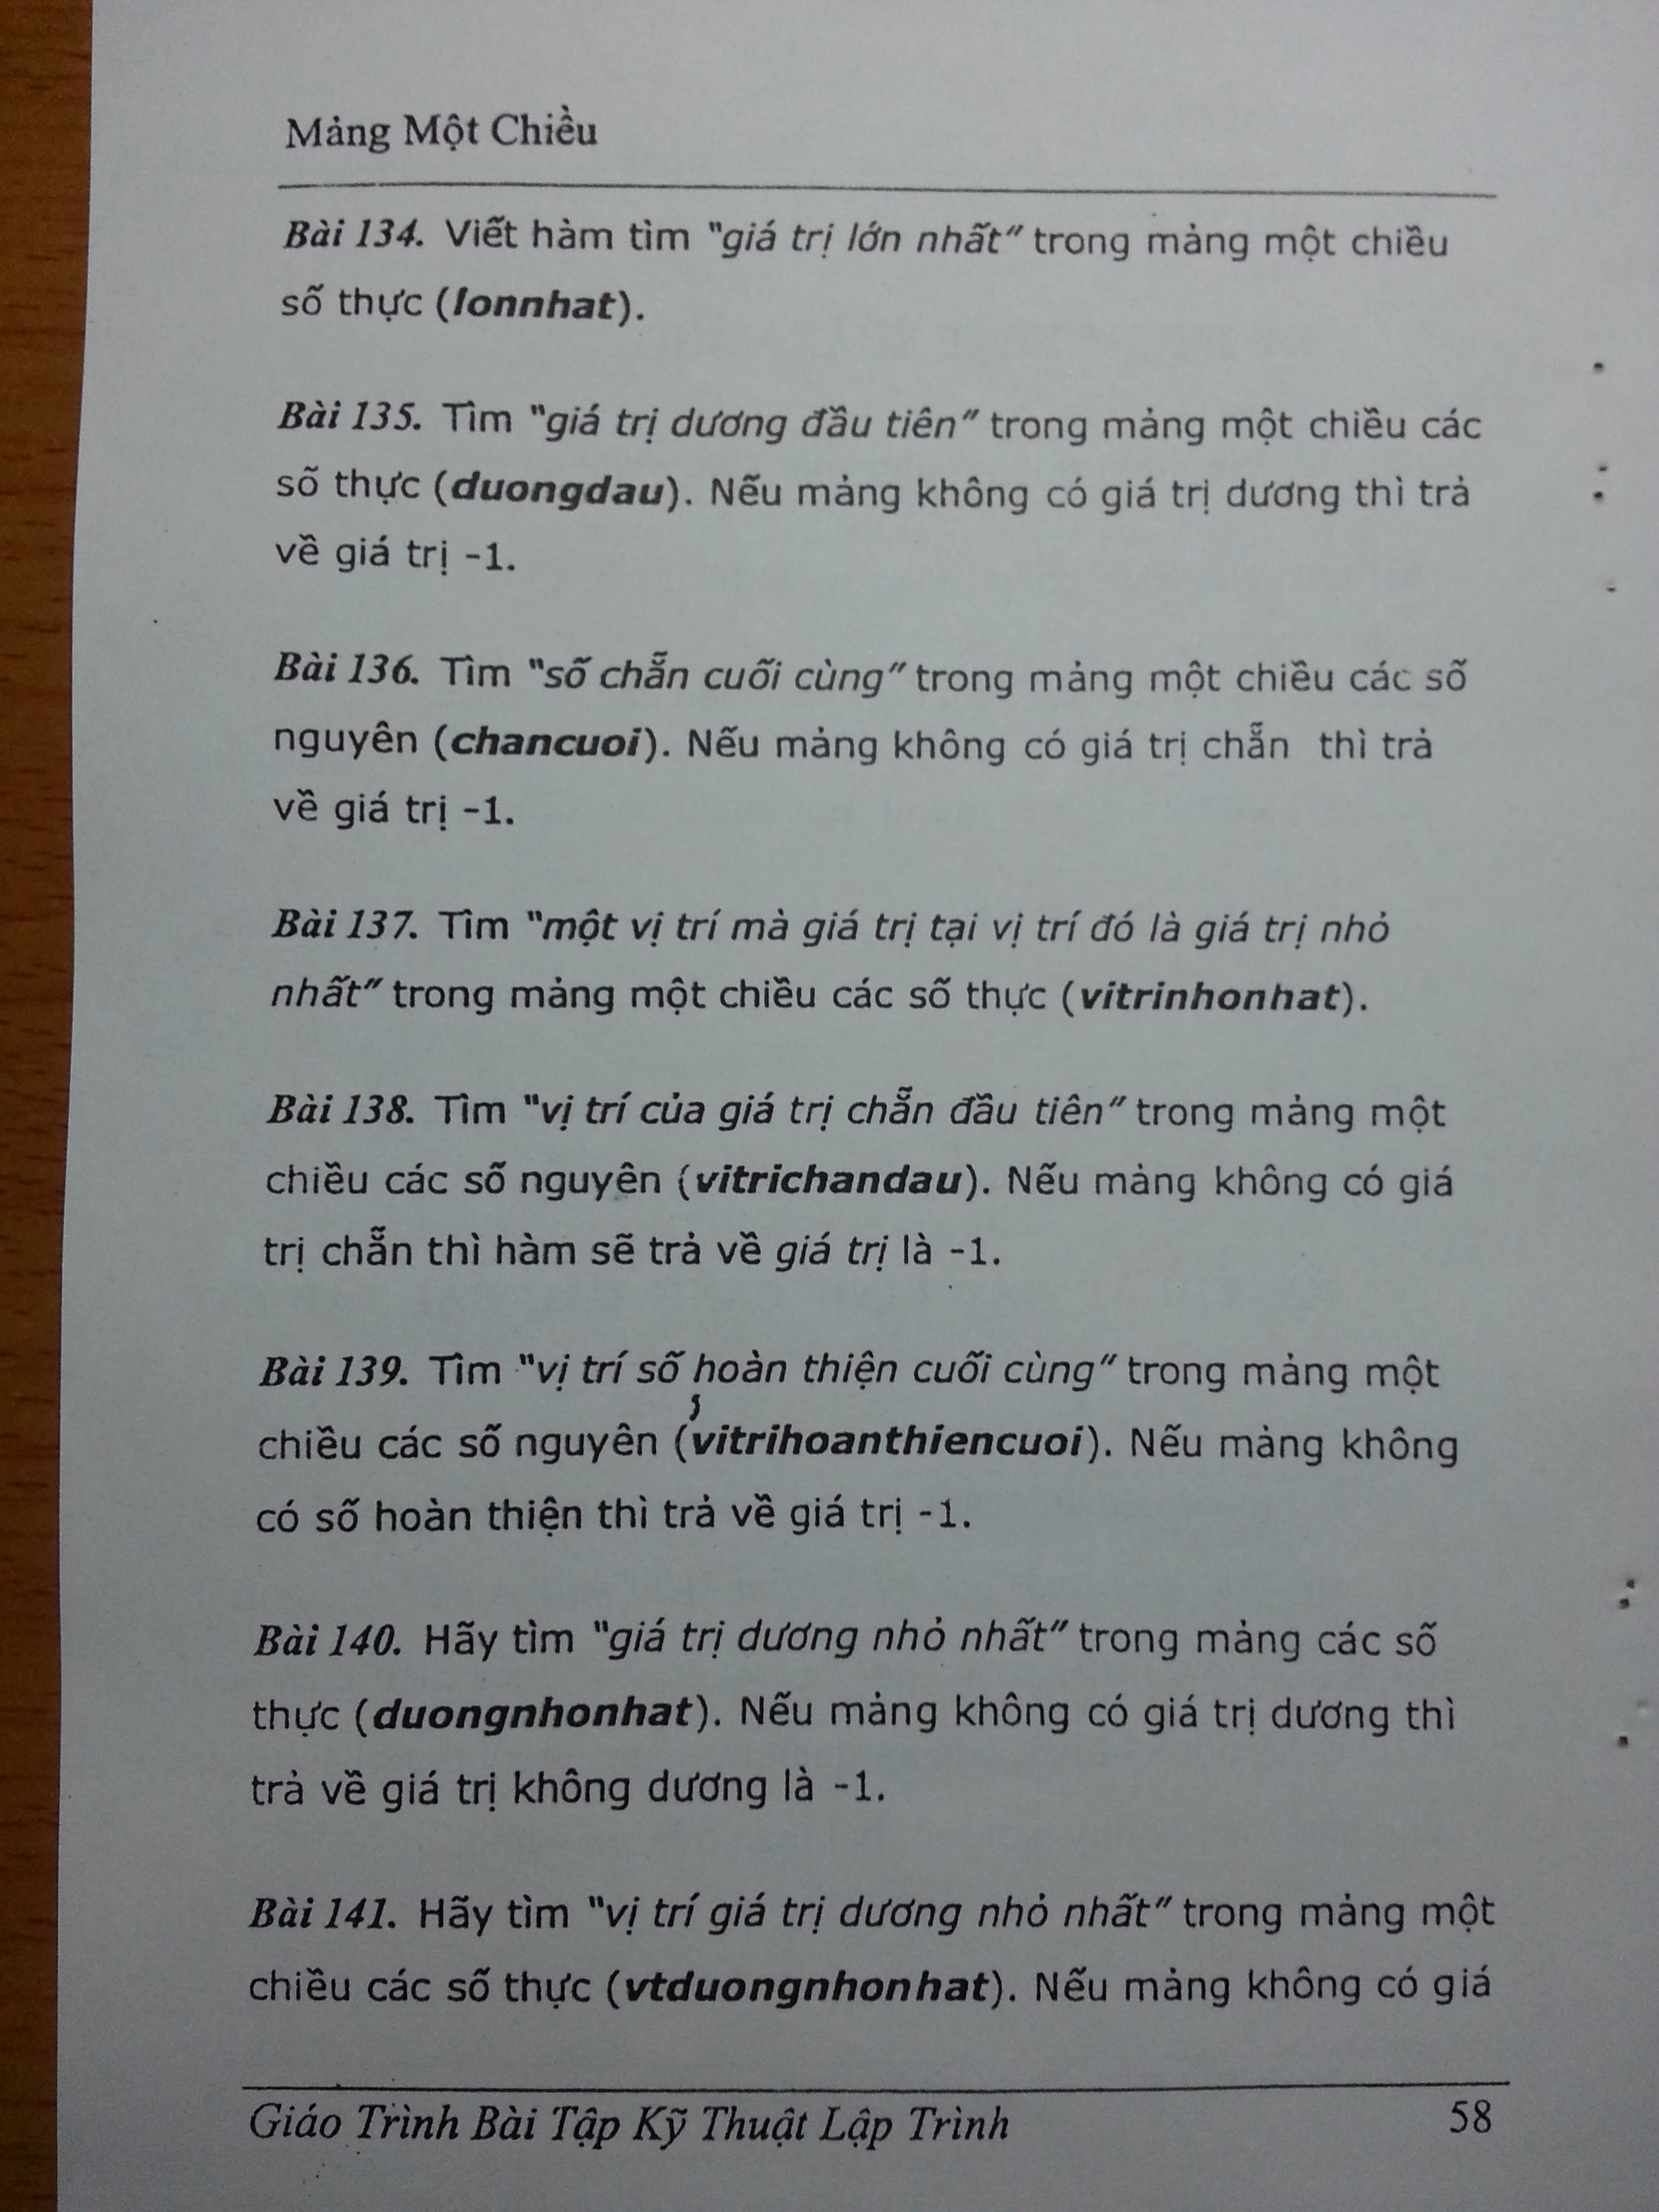 Mảng Một Chiều
Bài 134. Viết hàm tìm "giá trị lớn nhất" trong mảng một chiều
số thực (lonnhat).
Bài 135. Tìm "giá trị dương đầu tiên" trong mảng một chiều các
số thực (duongdau). Nếu mảng không có giá trị dương thì trả
về giá trị -1.
Bài 136. Tìm "số chẵn cuối cùng" trong mảng một chiều các số
nguyên (chancuoi). Nếu mảng không có giá trị chẵn thì trả
về giá trị -1.
Bài 137. Tìm "một vị trí mà giá trị tại vị trí đó là giá trị nhỏ
nhất" trong mảng một chiều các số thực (vitrinhonhat).
Bài 138. Tìm "vị trí của giá trị chẵn đầu tiên" trong mảng một
chiều các số nguyên (vitrichandau). Nếu mảng không có giá
trị chẵn thì hàm sẽ trả về giá trị là -1.
Bài 139. Tìm "vị trí số hoàn thiện cuối cùng" trong mảng một
chiều các số nguyên (vitrihoanthiencuoi). Nếu mảng không
có số hoàn thiện thì trả về giá trị -1.
Bài 140. Hãy tìm "giá trị dương nhỏ nhất" trong mảng các số
thực (duongnhonhat). Nếu mảng không có giá trị dương thì
trả về giá trị không dương là -1.
Bài 141. Hãy tìm "vị trí giá trị dương nhỏ nhất" trong mảng một
chiều các số thực (vtduongnhonhat). Nếu mảng không có giá
Giáo Trình Bài Tập Kỹ Thuật Lập Trình 58